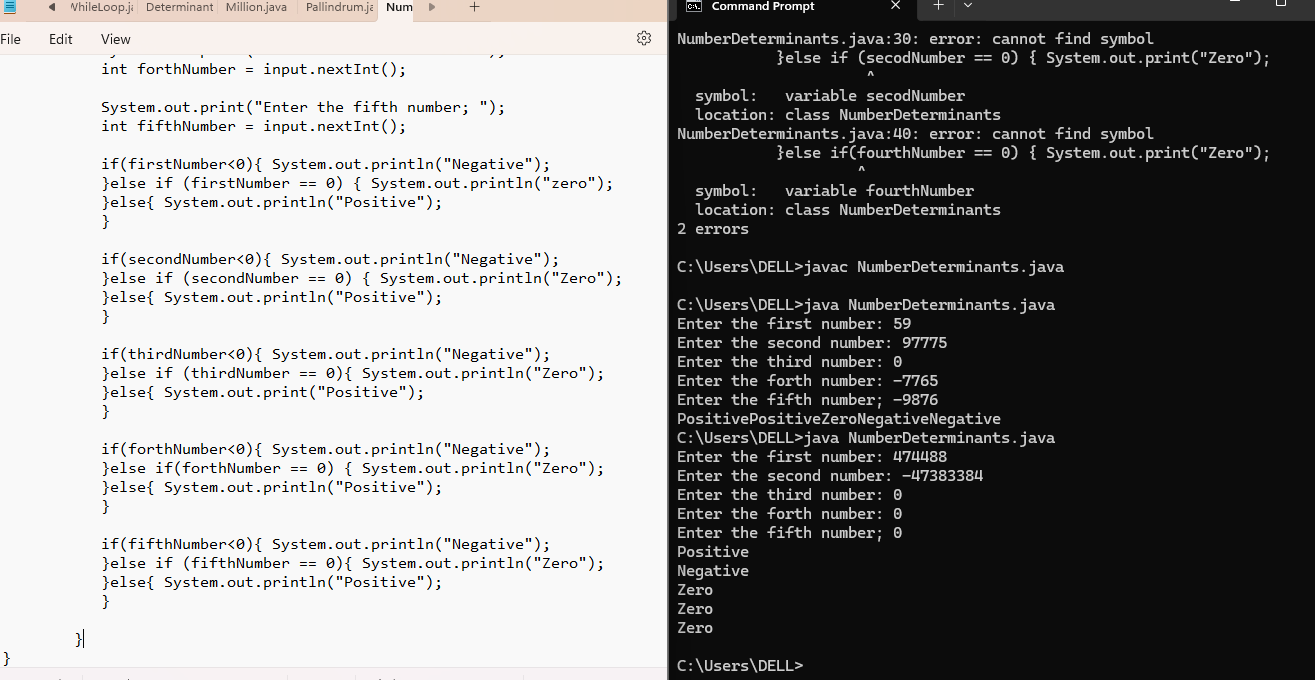 WhileLoop.ja Determinant Million.java Pallindrum.ja Num +
File Edit View
int forthNumber = input.nextInt();
System.out.print("Enter the fifth number; ");
int fifthNumber = input.nextInt();
if(firstNumber<0){ System.out.println("Negative");
}else if (firstNumber == 0) { System.out.println("zero");
}else{ System.out.println("Positive");
}
if(secondNumber<0){ System.out.println("Negative");
}else if (secondNumber == 0) { System.out.println("Zero");
}else{ System.out.println("Positive");
}
if(thirdNumber<0){ System.out.println("Negative");
}else if (thirdNumber == 0){ System.out.println("Zero");
}else{ System.out.print("Positive");
}
if(forthNumber<0){ System.out.println("Negative");
}else if(forthNumber == 0) { System.out.println("Zero");
}else{ System.out.println("Positive");
}
if(fifthNumber<0){ System.out.println("Negative");
}else if (fifthNumber == 0){ System.out.println("Zero");
}else{ System.out.println("Positive");
}
}
}
Command Prompt
NumberDeterminants.java:30: error: cannot find symbol
}else if (secodNumber == 0) { System.out.print("Zero");
^
symbol: variable secodNumber
location: class NumberDeterminants
NumberDeterminants.java:40: error: cannot find symbol
}else if(fourthNumber == 0) { System.out.print("Zero");
^
symbol: variable fourthNumber
location: class NumberDeterminants
2 errors
C:\Users\DELL>javac NumberDeterminants.java
C:\Users\DELL>java NumberDeterminants.java
Enter the first number: 59
Enter the second number: 97775
Enter the third number: 0
Enter the forth number: -7765
Enter the fifth number; -9876
PositivePositiveZeroNegativeNegative
C:\Users\DELL>java NumberDeterminants.java
Enter the first number: 474488
Enter the second number: -47383384
Enter the third number: 0
Enter the forth number: 0
Enter the fifth number; 0
Positive
Negative
Zero
Zero
Zero
C:\Users\DELL>